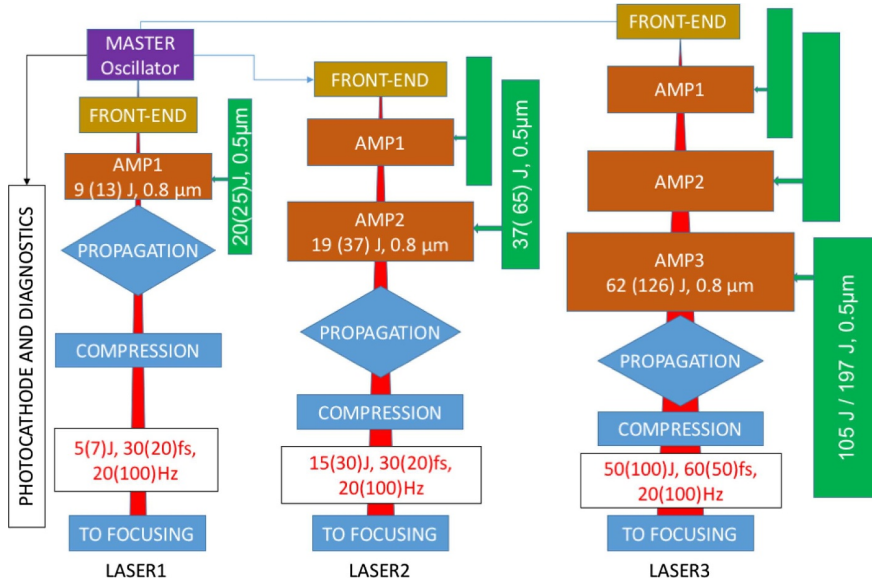 MASTER
Oscillator
FRONT-END
AMP1
9 (13) J, 0.8 µm
20(25)J, 0.5µm
PROPAGATION
COMPRESSION
5(7)J, 30(20)fs,
20(100)Hz
TO FOCUSING
LASER1
PHOTOCATHODE AND DIAGNOSTICS
FRONT-END
AMP1
AMP2
19 (37) J, 0.8 µm
37( 65) J, 0.5µm
PROPAGATION
COMPRESSION
15(30)J, 30(20)fs,
20(100)Hz
TO FOCUSING
LASER2
FRONT-END
AMP1
AMP2
AMP3
62 (126) J, 0.8 µm
105 J / 197 J, 0.5µm
PROPAGATION
COMPRESSION
50(100)J, 60(50)fs,
20(100)Hz
TO FOCUSING
LASER3